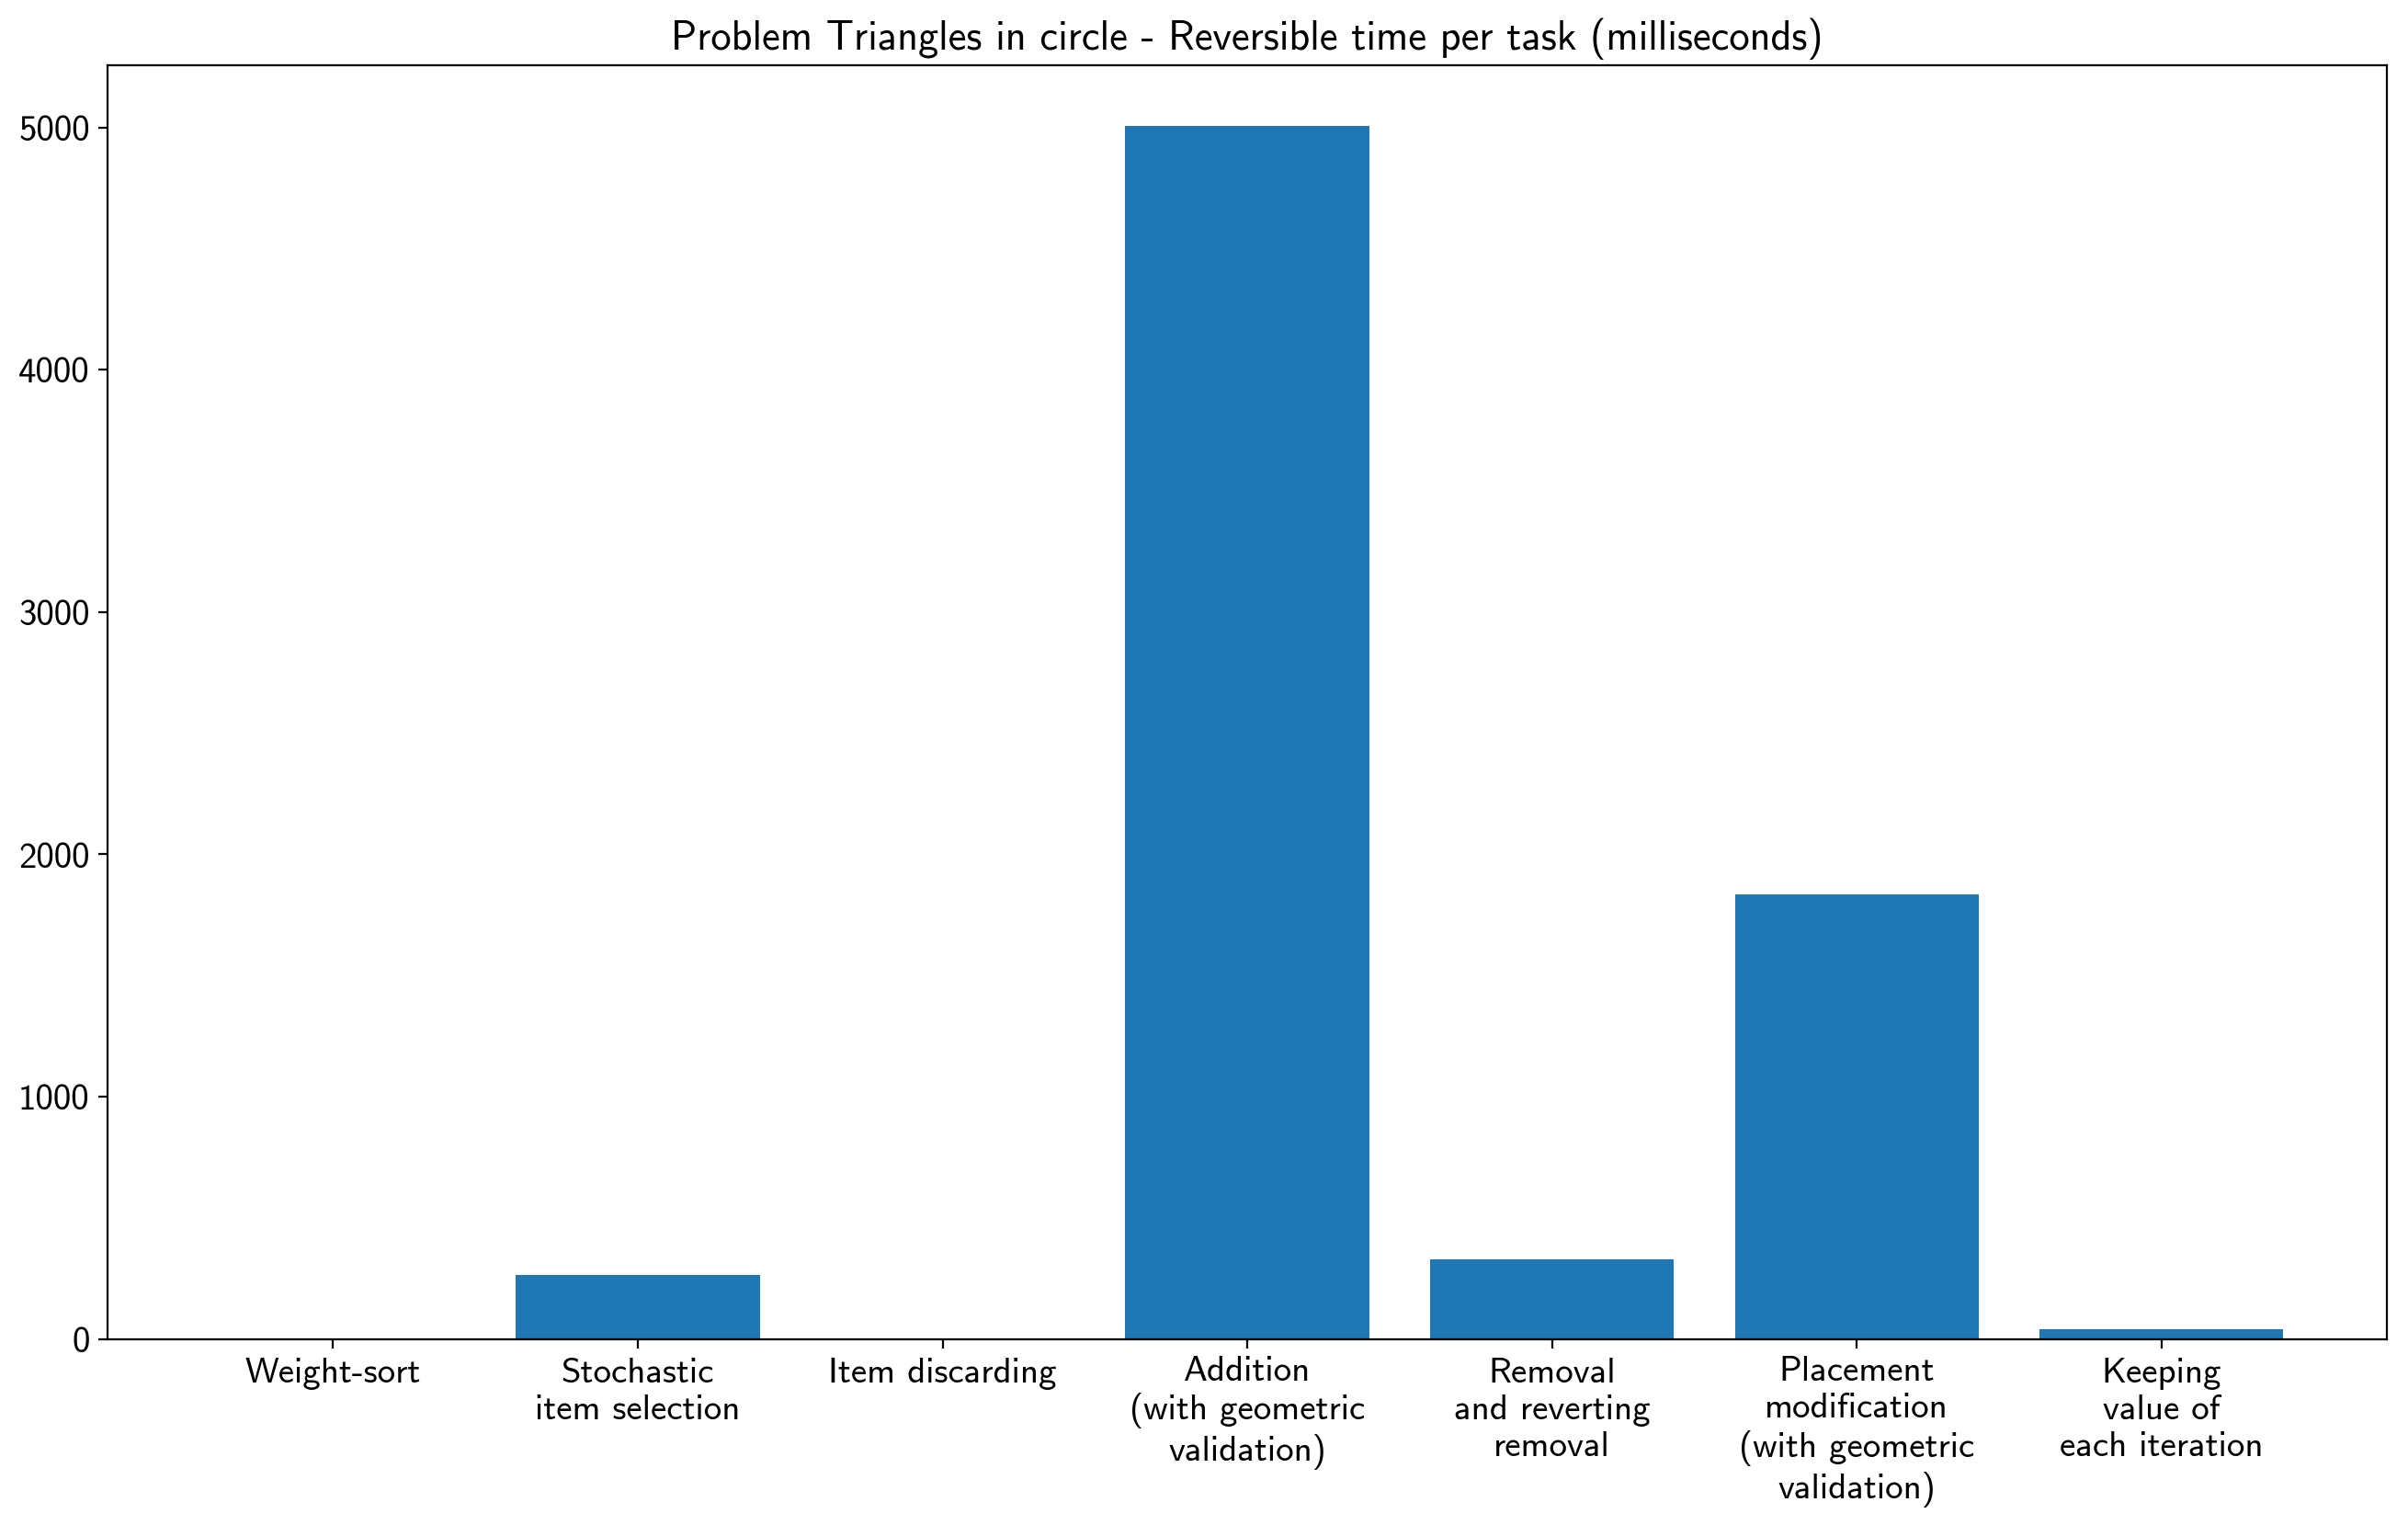 Problem Triangles in circle - Reversible time per task (milliseconds)
5000
4000
3000
2000
1000
0
Weight-sort
Stochastic
item selection
Item discarding
Addition
(with geometric
validation)
Removal
and reverting
removal
Placement
modification
(with geometric
validation)
Keeping
value of
each iteration